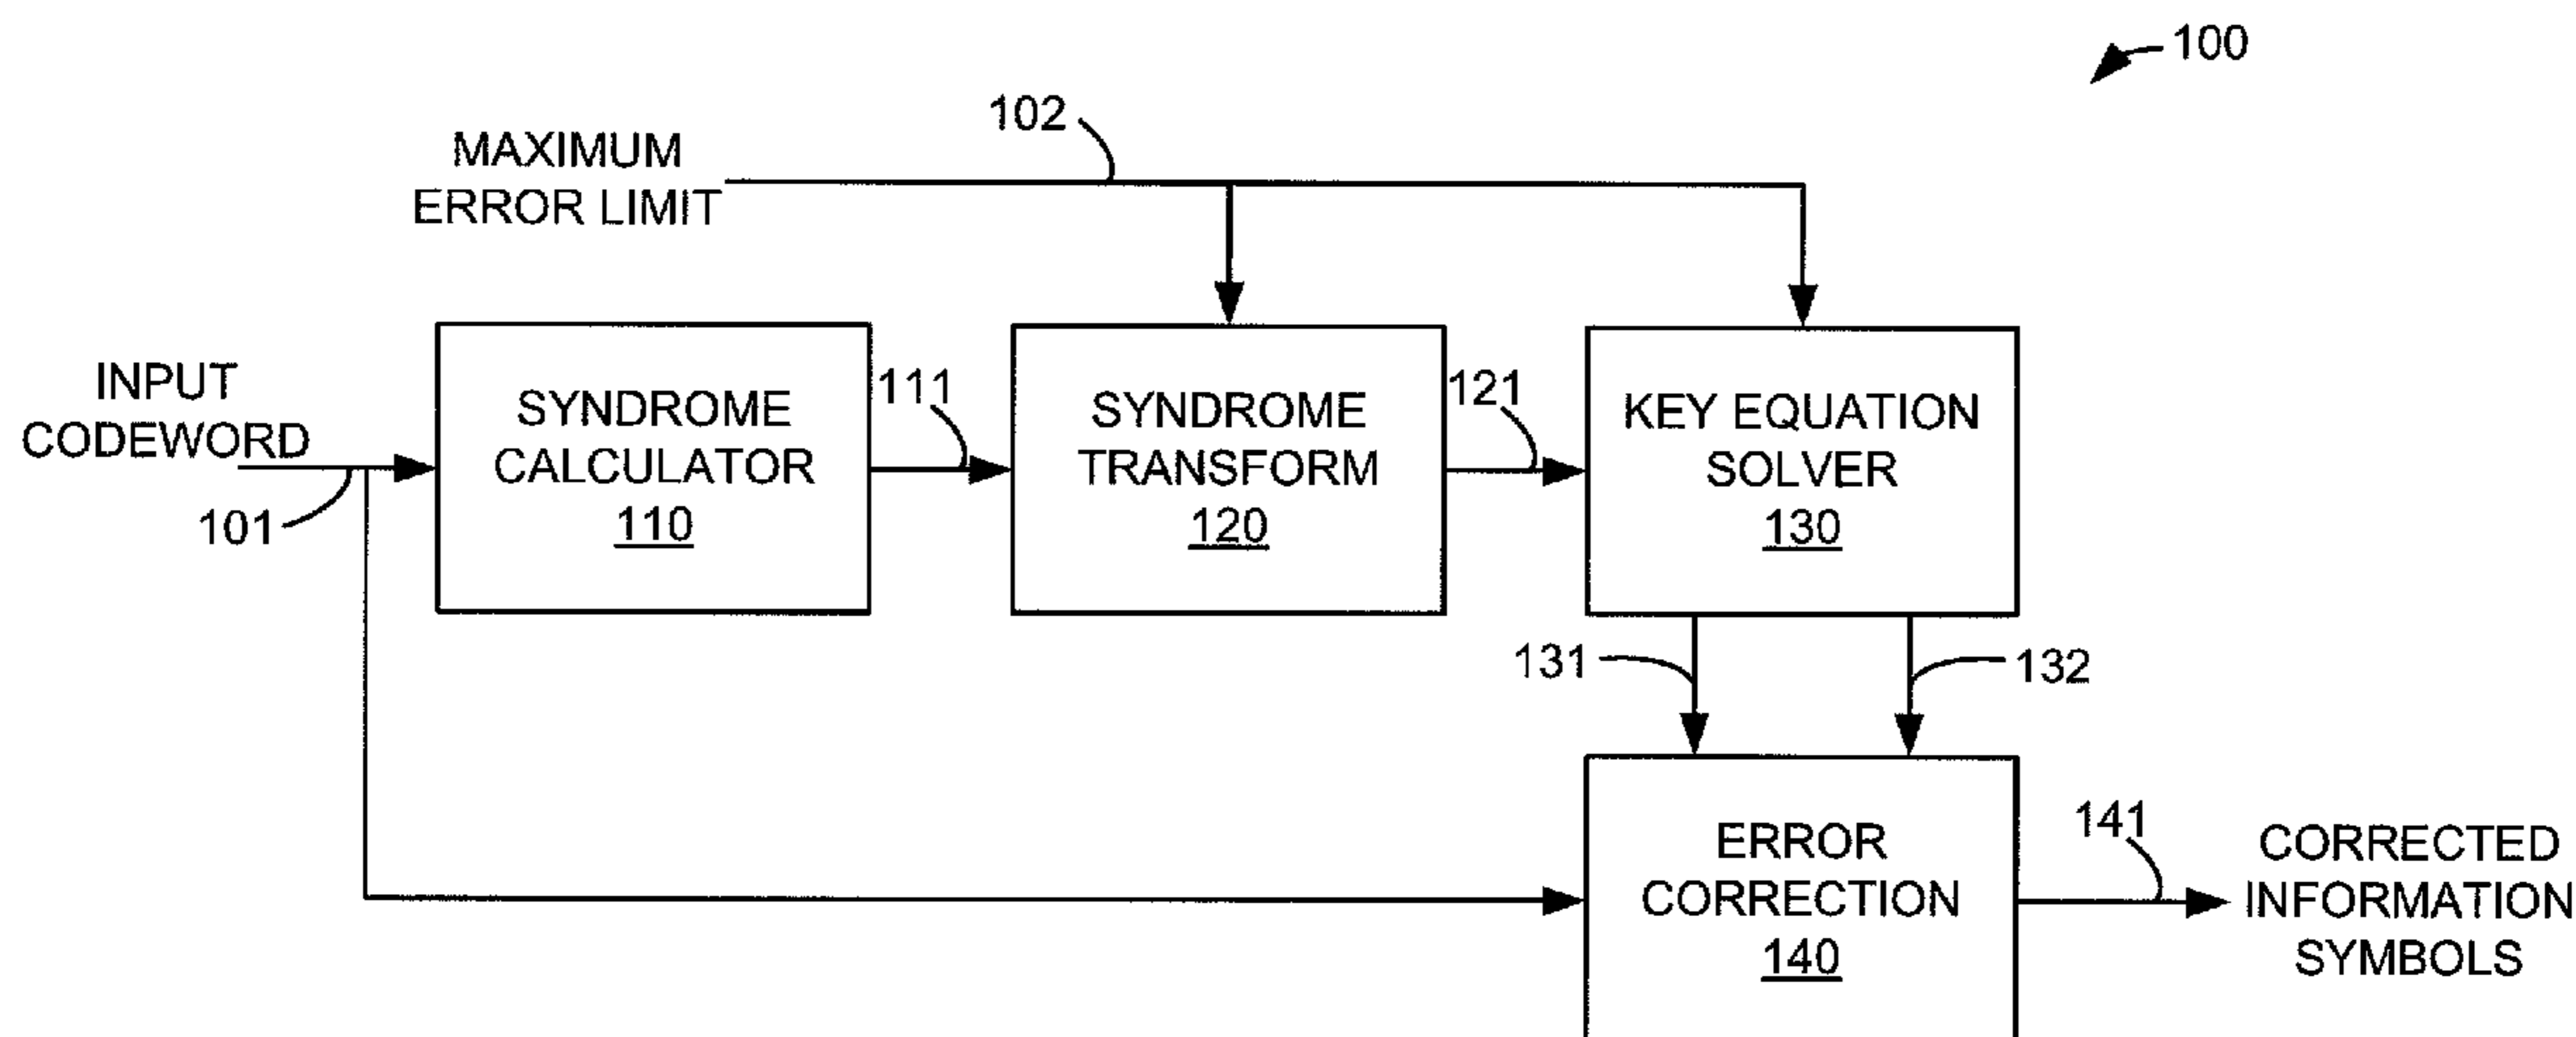 100
102
MAXIMUM
ERROR LIMIT
INPUT
CODEWORD
101
SYNDROME
CALCULATOR
110
111
SYNDROME
TRANSFORM
120
121
KEY EQUATION
SOLVER
130
131
132
ERROR
CORRECTION
140
141
CORRECTED
INFORMATION
SYMBOLS